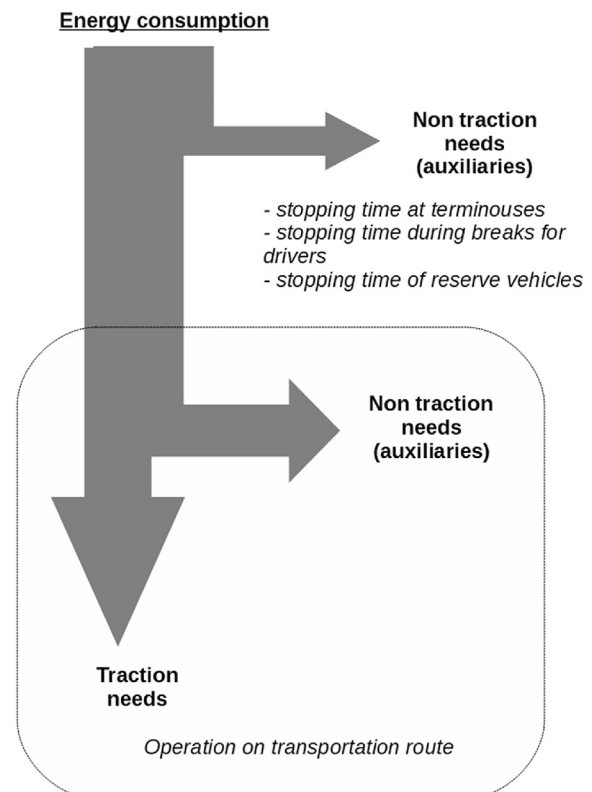 Energy consumption
Non traction
needs
(auxiliaries)
- stopping time at terminouses
- stopping time during breaks for
drivers
- stopping time of reserve vehicles
Non traction
needs
(auxiliaries)
Traction
needs
Operation on transportation route